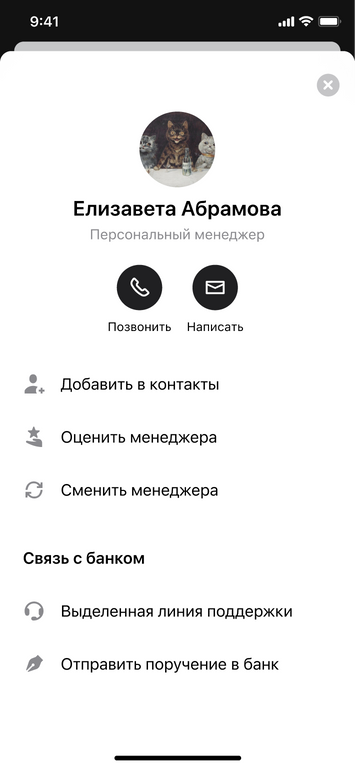 9:41
Елизавета Абрамова
Персональный менеджер
Позвонить Написать
Добавить в контакты
Оценить менеджера
Сменить менеджера
Связь с банком
Выделенная линия поддержки
Отправить поручение в банк